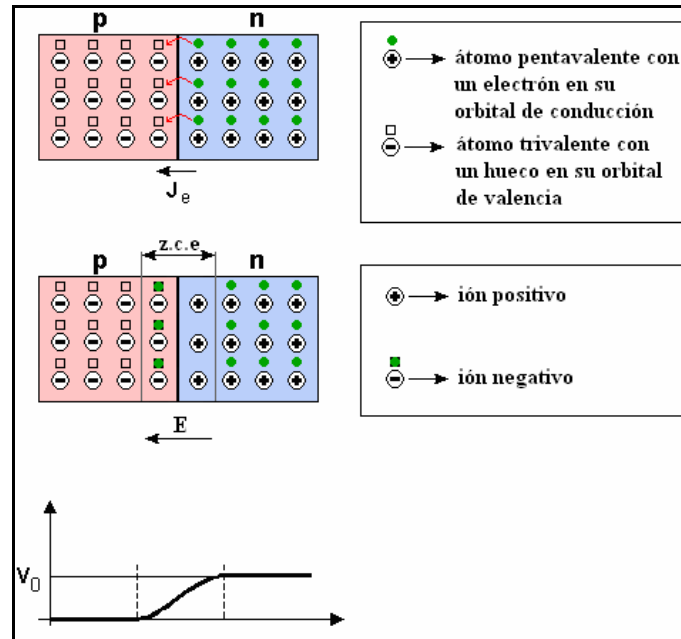 p n
J e
átomo pentavalente con
un electrón en su
orbital de conducción
átomo trivalente con
un hueco en su orbital
de valencia
z.c.e
p n
E
ión positivo
ión negativo
V0